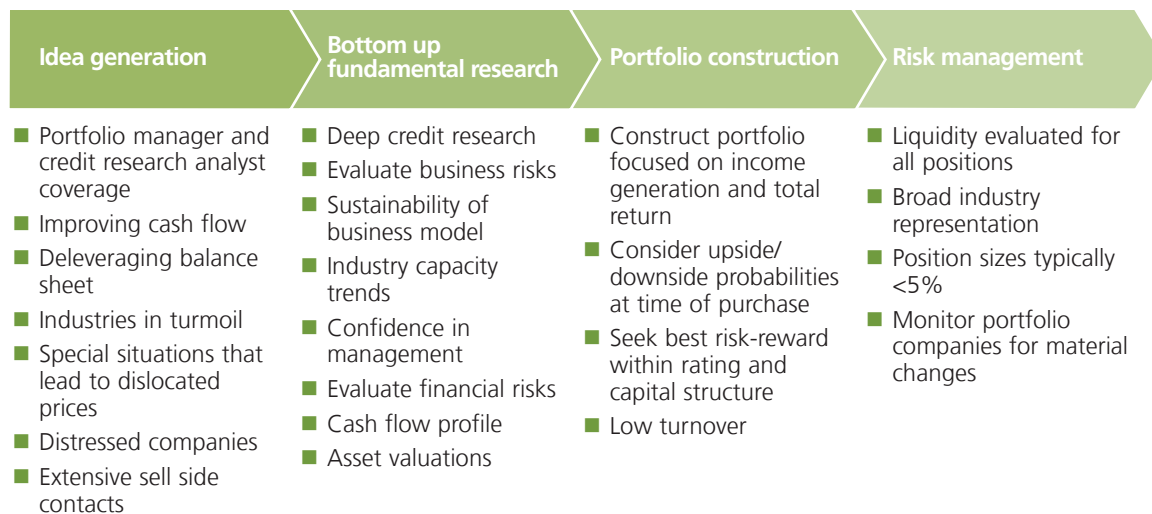 Idea generation
Bottom up
fundamental research
Portfolio construction
Risk management
Portfolio manager and
credit research analyst
coverage
Improving cash flow
Deleveraging balance
sheet
Industries in turmoil
Special situations that
lead to dislocated
prices
Distressed companies
Extensive sell side
contacts
Deep credit research
Evaluate business risks
Sustainability of
business model
Industry capacity
trends
Confidence in
management
Evaluate financial risks
Cash flow profile
Asset valuations
Construct portfolio
focused on income
generation and total
return
Consider upside/
downside probabilities
at time of purchase
Seek best risk-reward
within rating and
capital structure
Low turnover
Liquidity evaluated for
all positions
Broad industry
representation
Position sizes typically
<5%
Monitor portfolio
companies for material
changes